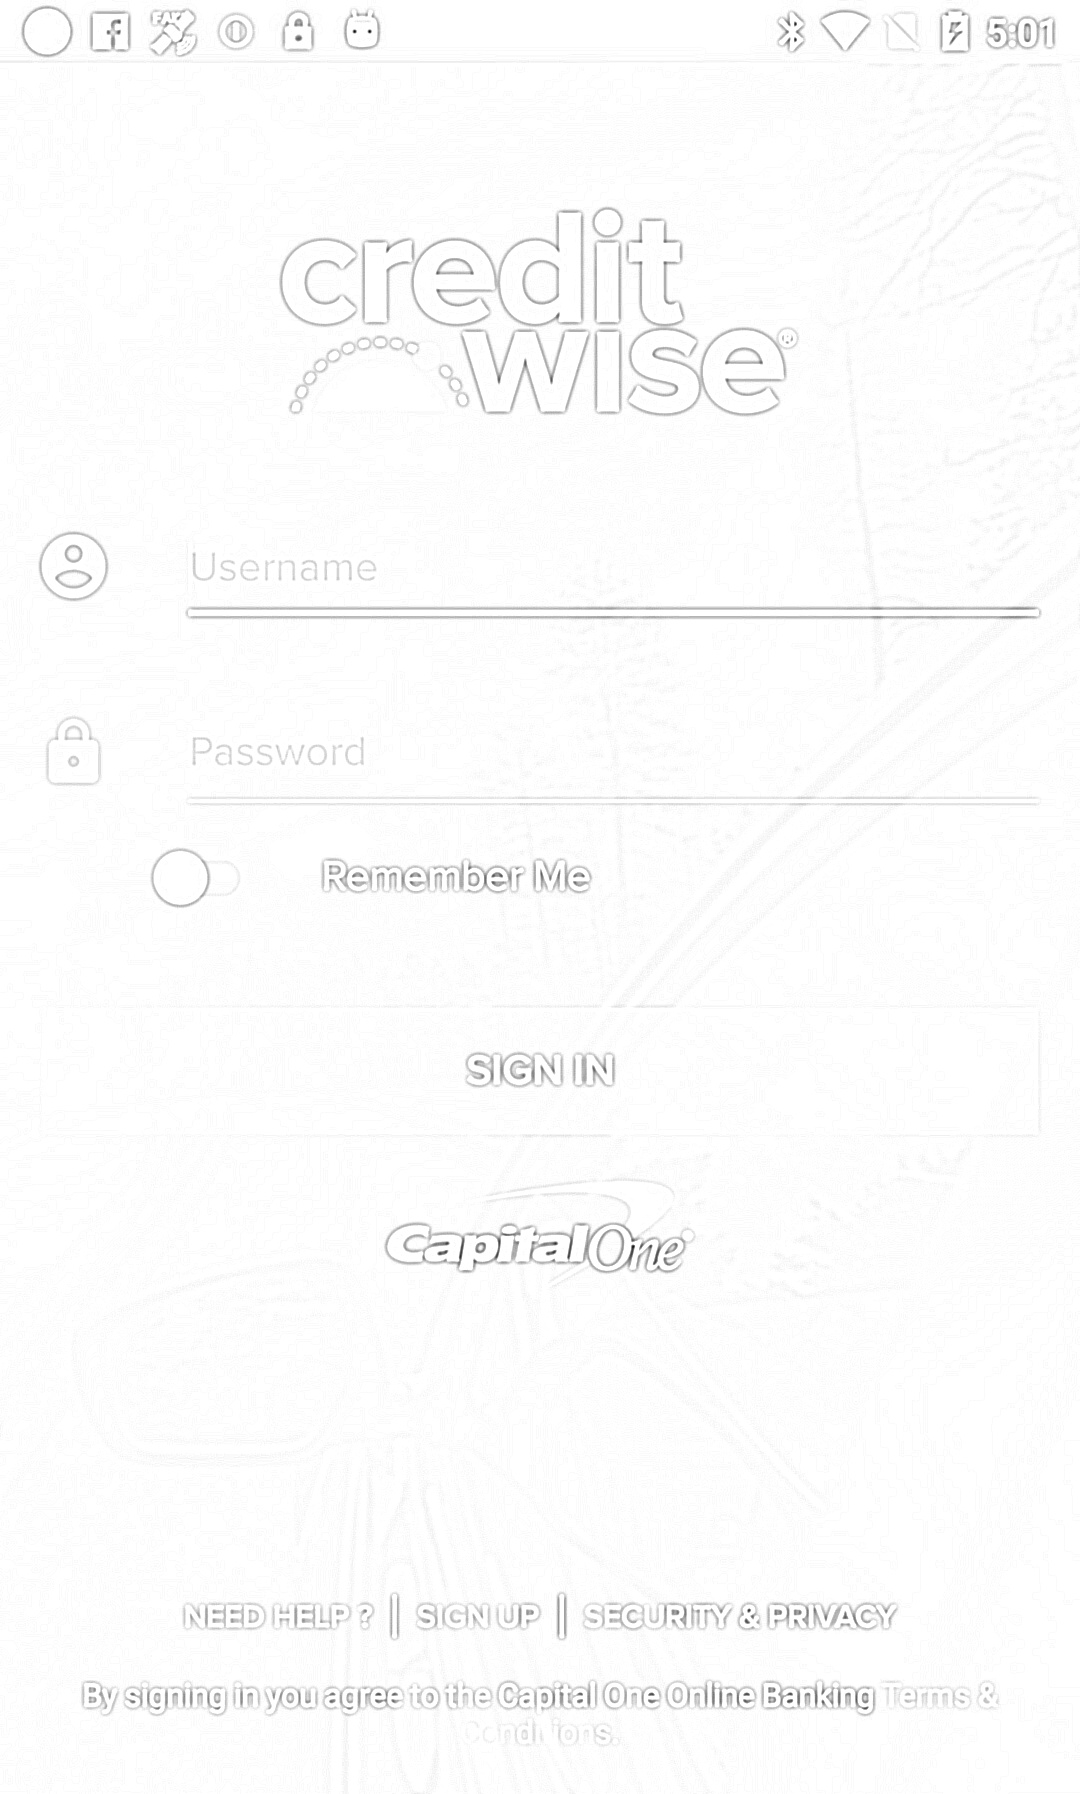 5:01
credit
wise®
Username
Password
Remember Me
SIGN IN
Capital One
NEED HELP ? | SIGN UP | SECURITY & PRIVACY
By signing in you agree to the Capital One Online Banking Terms &
Conditions.